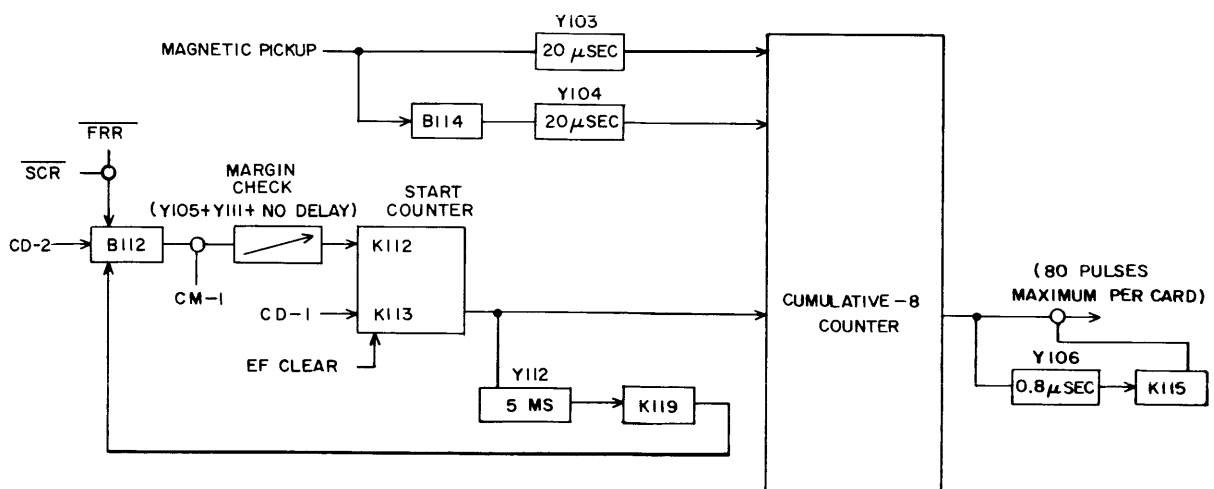 Y103
MAGNETIC PICKUP
20 µSEC
Y104
B114
20 µSEC
FRR
SCR
MARGIN
CHECK
(Y105+Y111+ NO DELAY)
START
COUNTER
CD-2
B112
K112
CM-1
CD-1
K113
EF CLEAR
Y112
5 MS
K119
CUMULATIVE-8
COUNTER
(80 PULSES
MAXIMUM PER CARD)
Y106
0.8 µSEC
K115